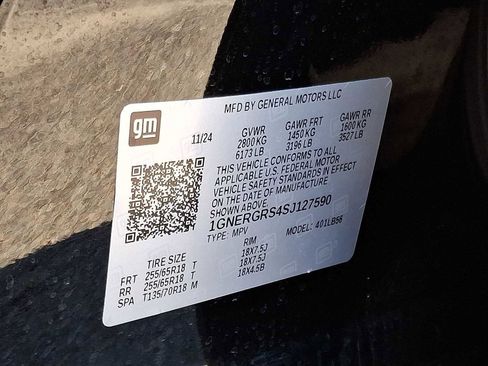 gm
MFD BY GENERAL MOTORS LLC
11/24
GVWR GAWR FRT GAWR RR
2800KG 1450 KG 1600 KG
6173 LB 3196 LB 3527 LB
THIS VEHICLE CONFORMS TO ALL
APPLICABLE U.S. FEDERAL MOTOR
VEHICLE SAFETY STANDARDS IN EFFECT
ON THE DATE OF MANUFACTURE
SHOWN ABOVE.
1GNERGRS4SJ127590
TYPE: MPV MODEL: 401LB56
TIRE SIZE RIM
FRT 255/65R18 T 18X7.5J
RR 255/65R18 T 18X7.5J
SPA T135/70R18 M 18X4.5B